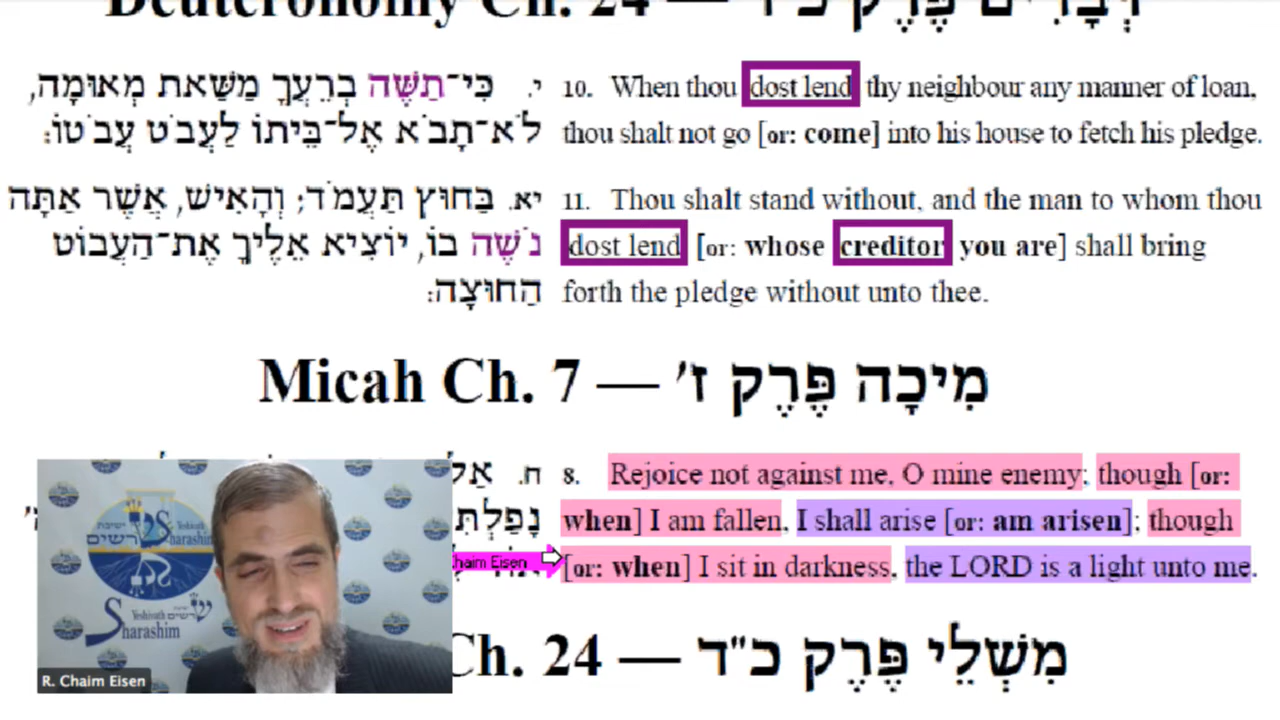 Deuteronomy Ch. 24 — דְּבָרִים פֶּרֶק כ״ד
י. כִּי־תַשֶּׁה בְרֵעֲךָ מַשַּׁאת מְאוּמָה,
לֹא־תָבֹא אֶל־בֵּיתוֹ לַעֲבֹט עֲבֹטוֹ:
10. When thou dost lend thy neighbour any manner of loan,
thou shalt not go [or: come] into his house to fetch his pledge.
יא. בַּחוּץ תַּעֲמֹד; וְהָאִישׁ, אֲשֶׁר אַתָּה
נֹשֶׁה בוֹ, יוֹצִיא אֵלֶיךָ אֶת־הַעֲבוֹט
הַחוּצָה:
11. Thou shalt stand without, and the man to whom thou
dost lend [or: whose creditor you are] shall bring
forth the pledge without unto thee.
Micah Ch. 7 — מִיכָה פֶּרֶק ז׳
ח.
8. Rejoice not against me, O mine enemy; though [or:
when] I am fallen, I shall arise [or: am arisen]; though
[or: when] I sit in darkness, the LORD is a light unto me.
Chaim Eisen
Ch. 24 — מִשְׁלֵי פֶּרֶק כ״ד
ישיבת
שרשים
Yeshivath
Sharashim
R. Chaim Eisen